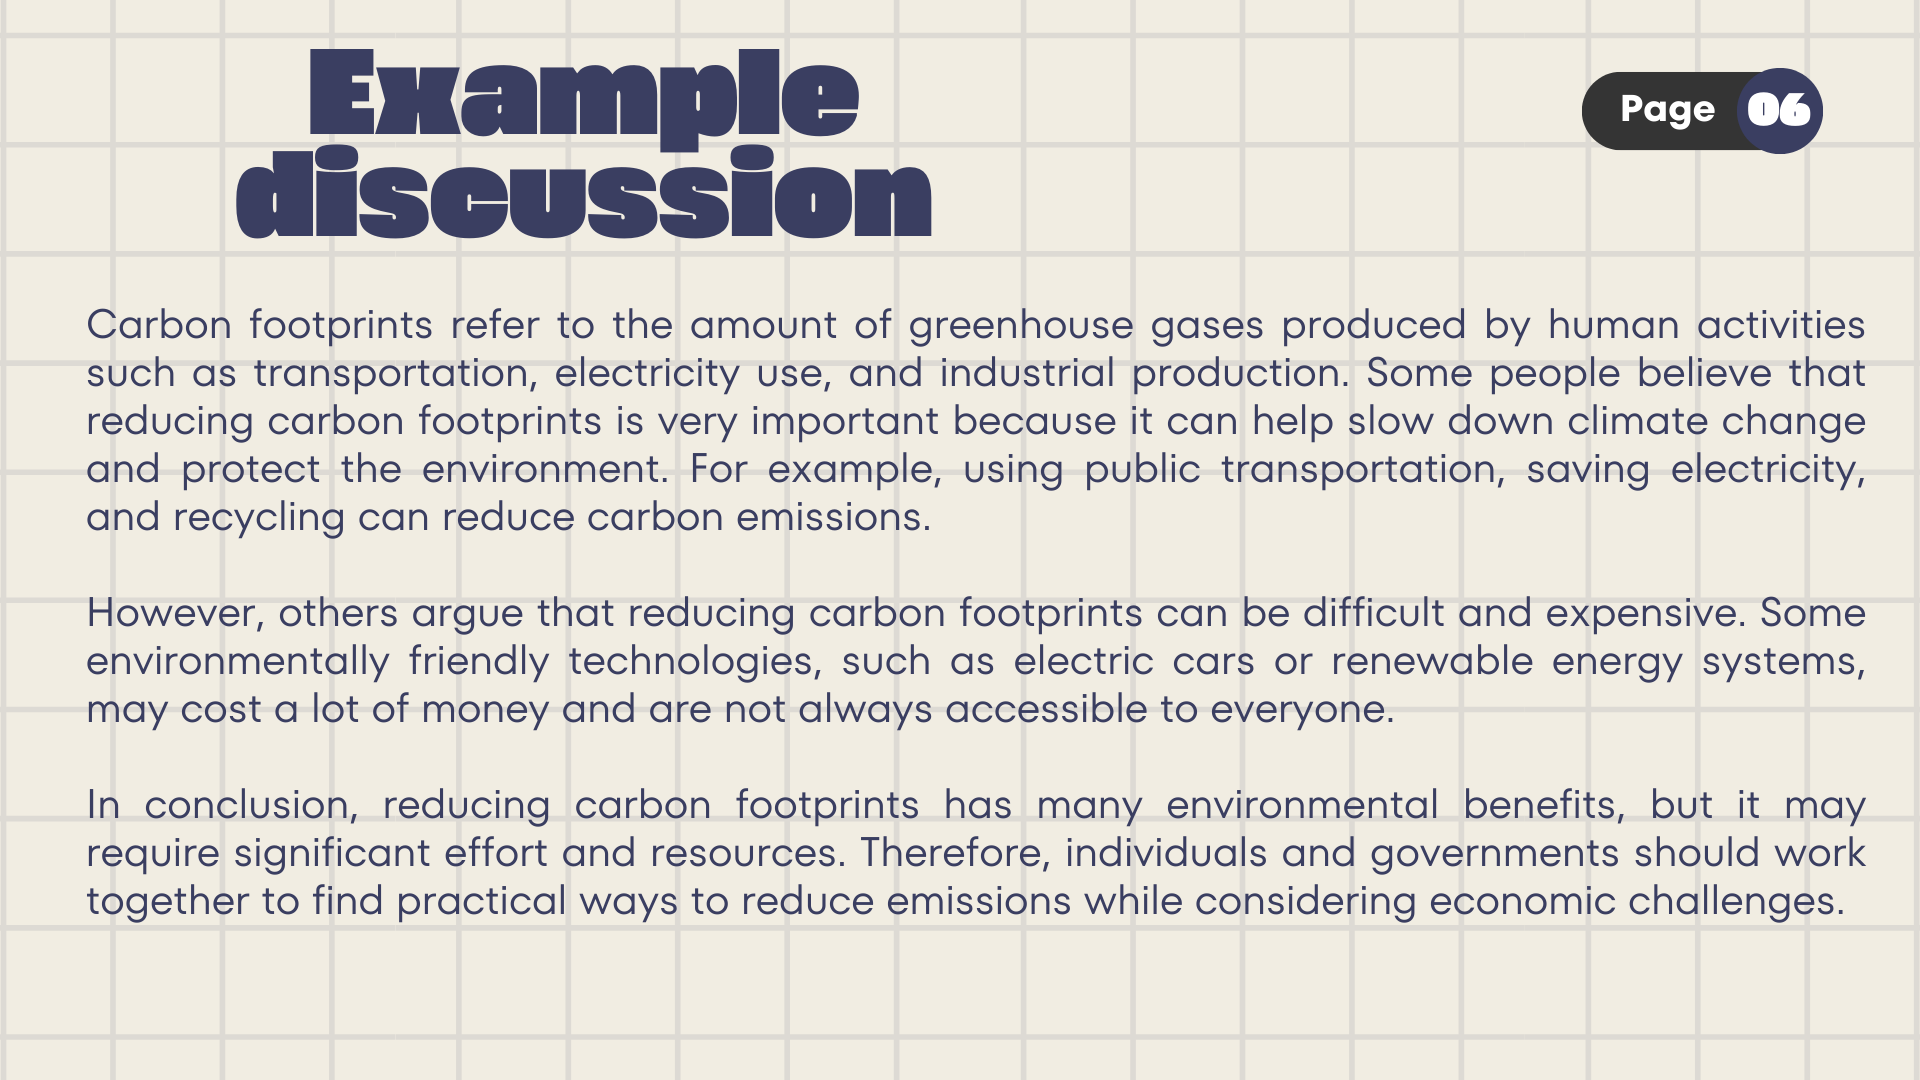 Example
discussion
Page 06
Carbon footprints refer to the amount of greenhouse gases produced by human activities
such as transportation, electricity use, and industrial production. Some people believe that
reducing carbon footprints is very important because it can help slow down climate change
and protect the environment. For example, using public transportation, saving electricity,
and recycling can reduce carbon emissions.
However, others argue that reducing carbon footprints can be difficult and expensive. Some
environmentally friendly technologies, such as electric cars or renewable energy systems,
may cost a lot of money and are not always accessible to everyone.
In conclusion, reducing carbon footprints has many environmental benefits, but it may
require significant effort and resources. Therefore, individuals and governments should work
together to find practical ways to reduce emissions while considering economic challenges.